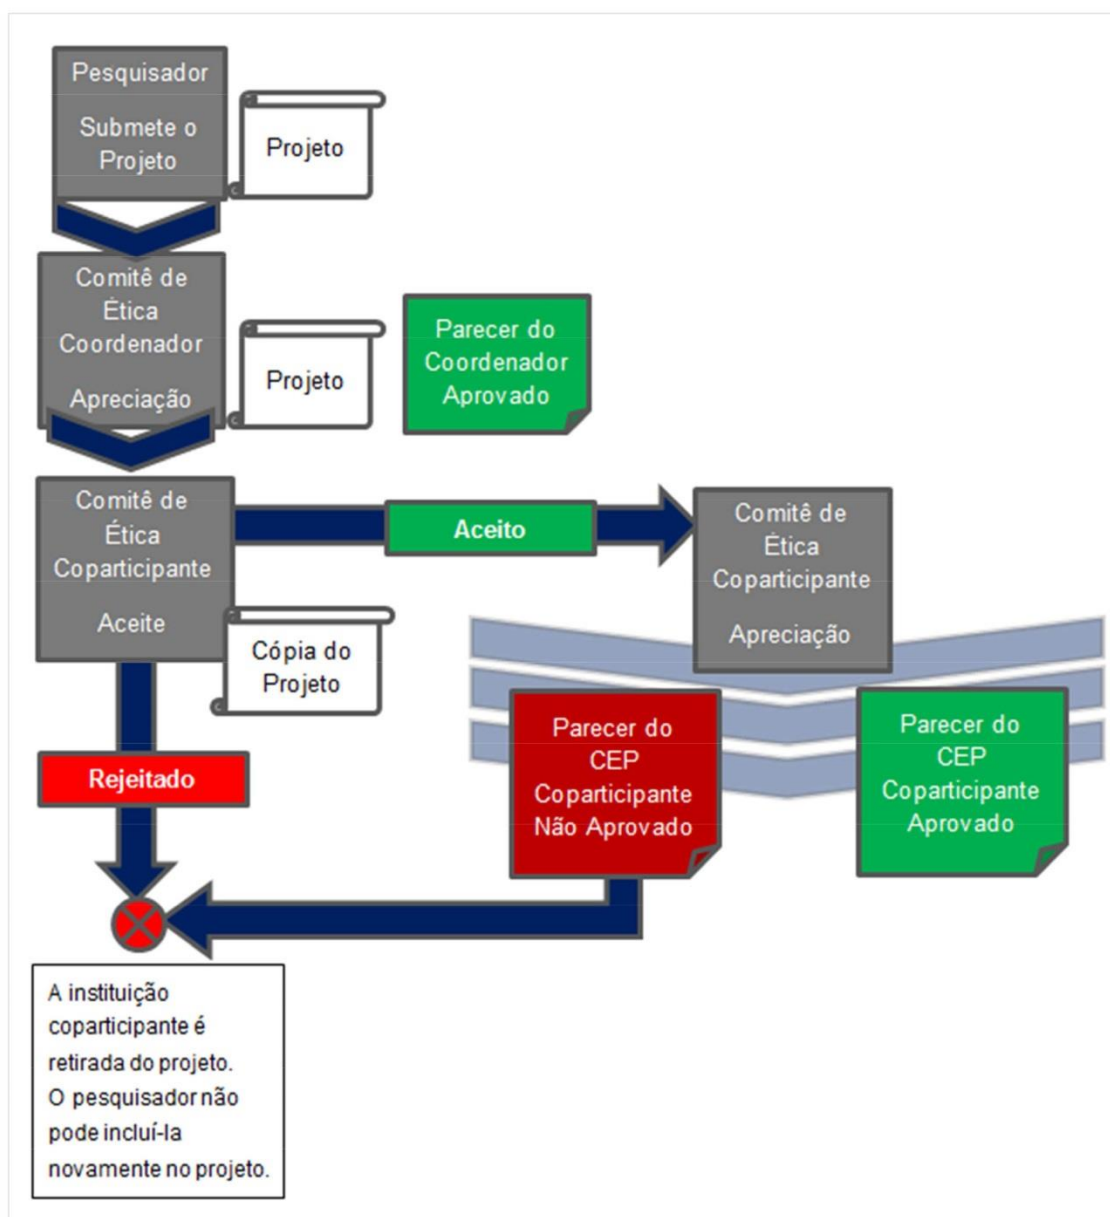 Pesquisador
Submete o
Projeto
Projeto
Comitê de
Ética
Coordenador
Apreciação
Projeto
Parecer do
Coordenador
Aprovado
Comitê de
Ética
Coparticipante
Aceite
Cópia do
Projeto
Aceito
Comitê de
Ética
Coparticipante
Apreciação
Rejeitado
Parecer do
CEP
Coparticipante
Não Aprovado
Parecer do
CEP
Coparticipante
Aprovado
A instituição
coparticipante é
retirada do projeto.
O pesquisador não
pode incluí-la
novamente no projeto.